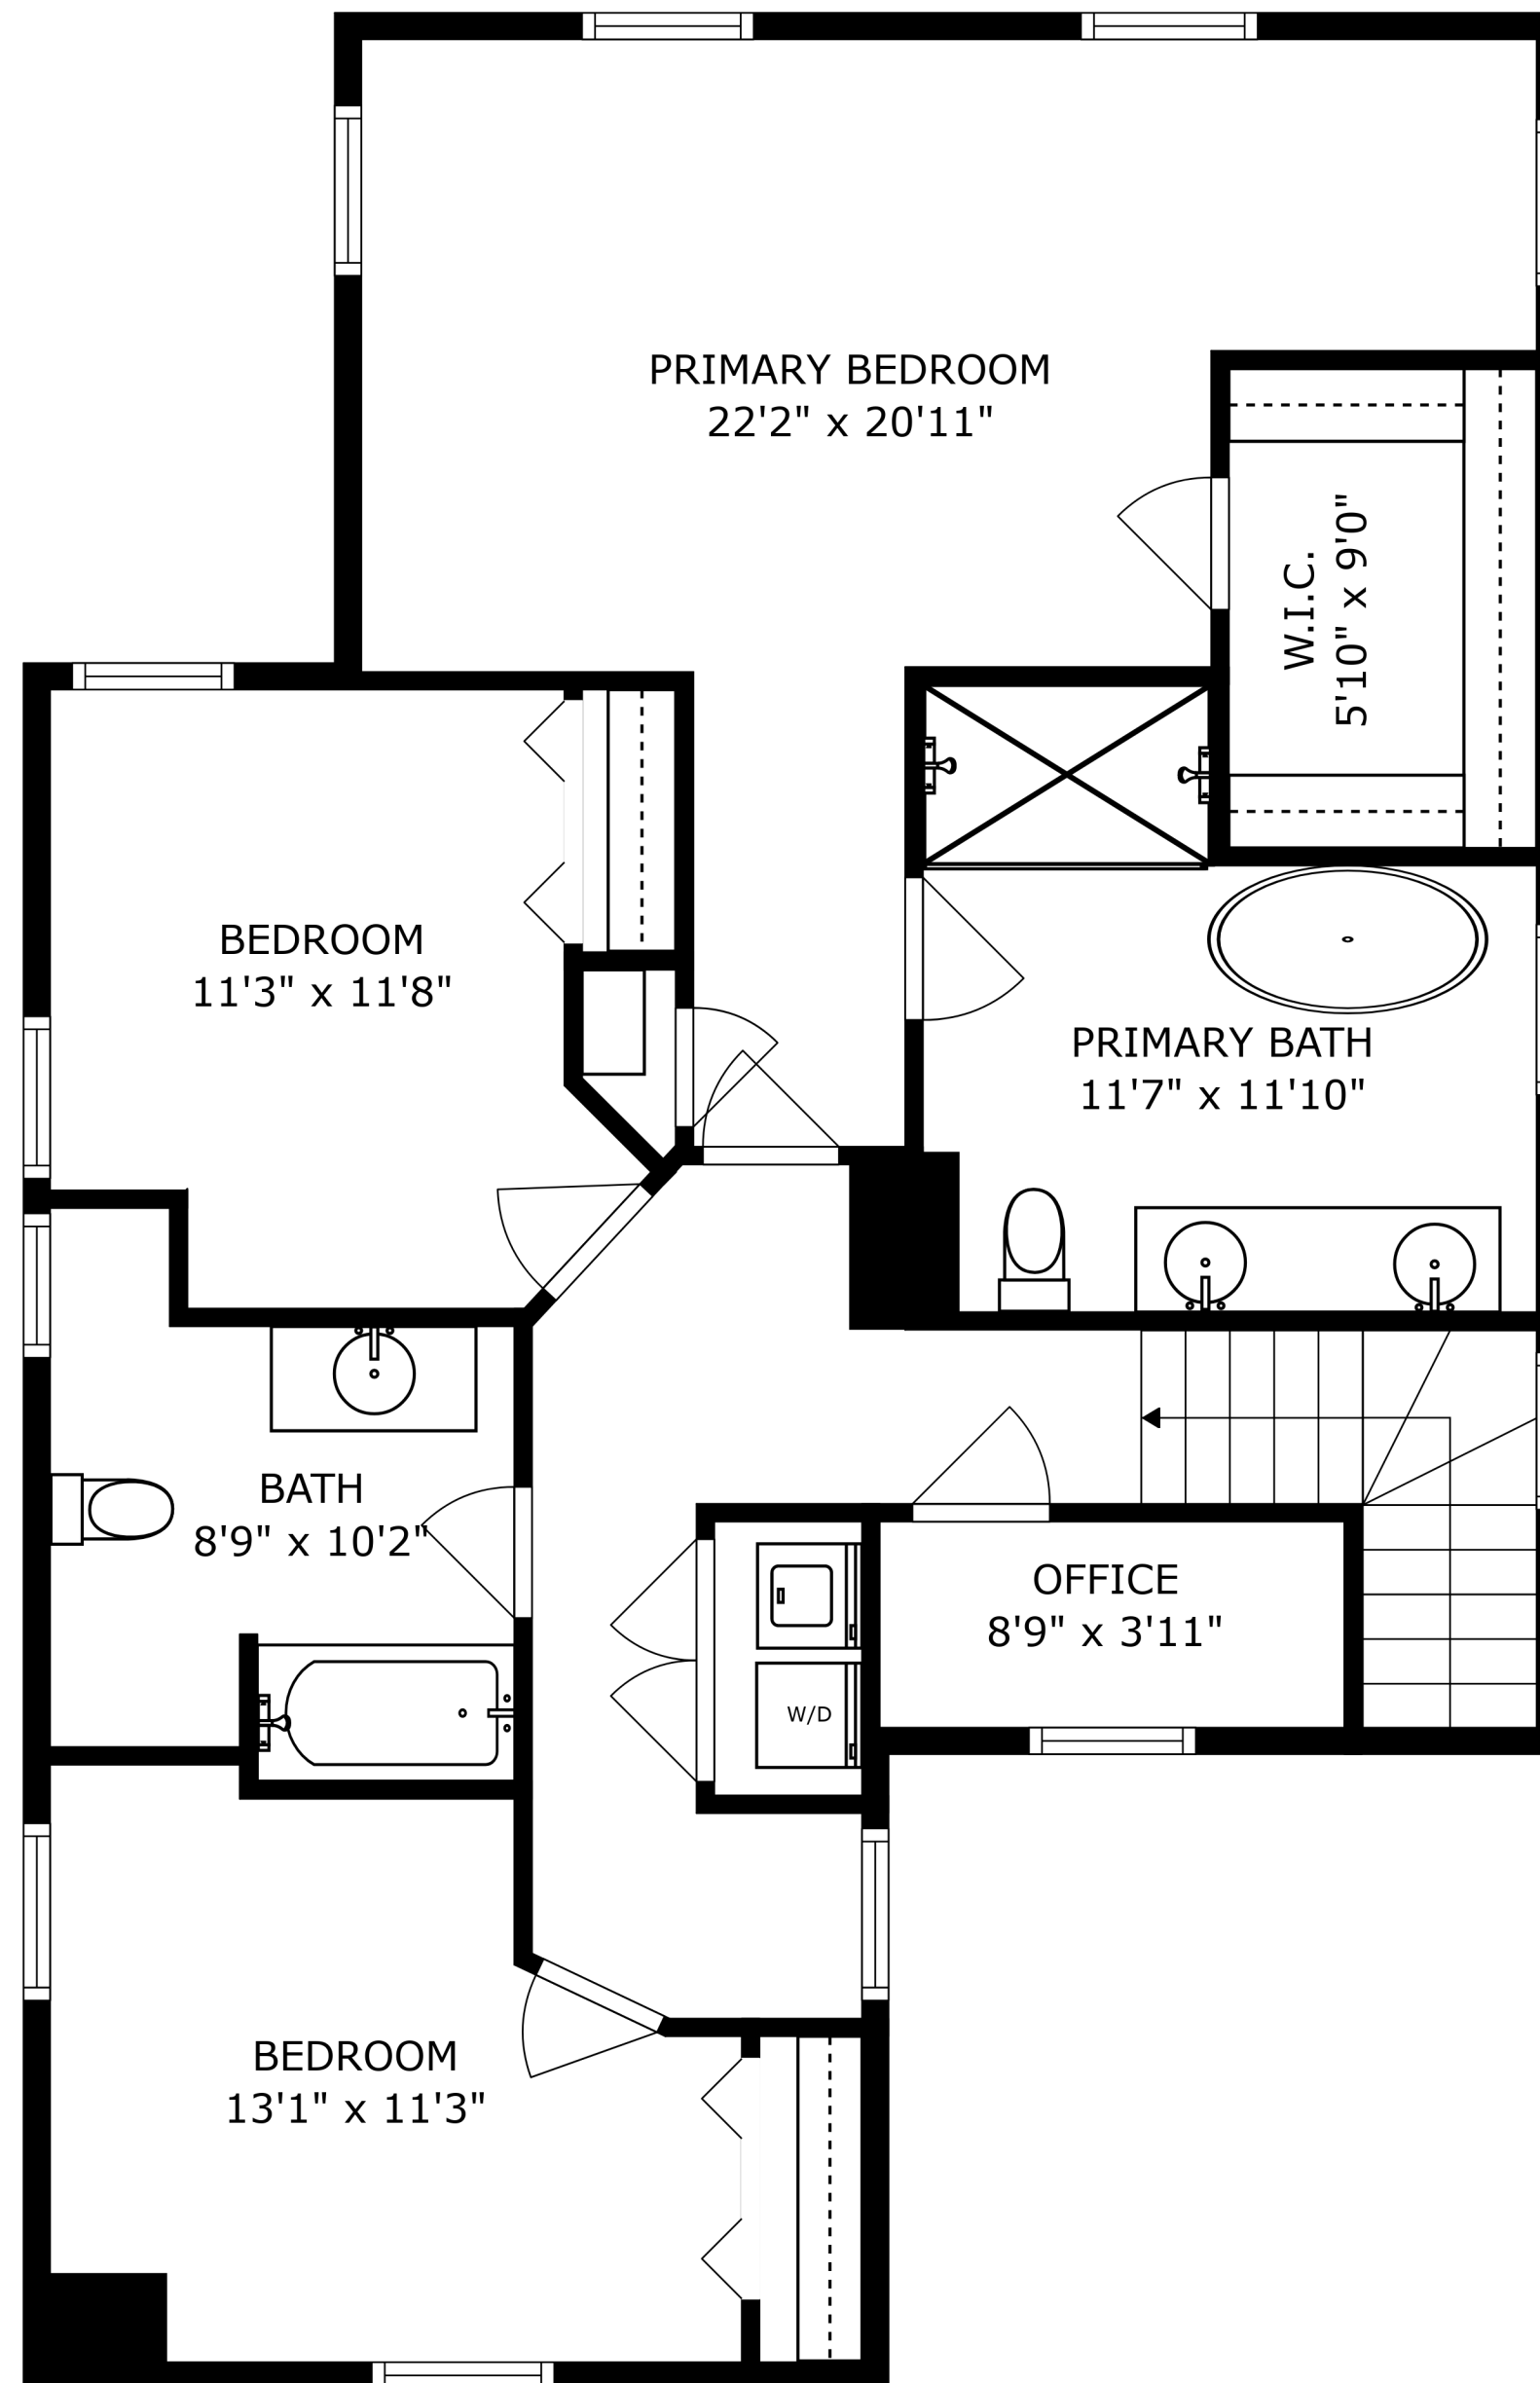 PRIMARY BEDROOM
22'2" x 20'11"
W.I.C.
5'10" x 9'0"
BEDROOM
11'3" x 11'8"
PRIMARY BATH
11'7" x 11'10"
BATH
8'9" x 10'2"
OFFICE
8'9" x 3'11"
W/D
BEDROOM
13'1" x 11'3"